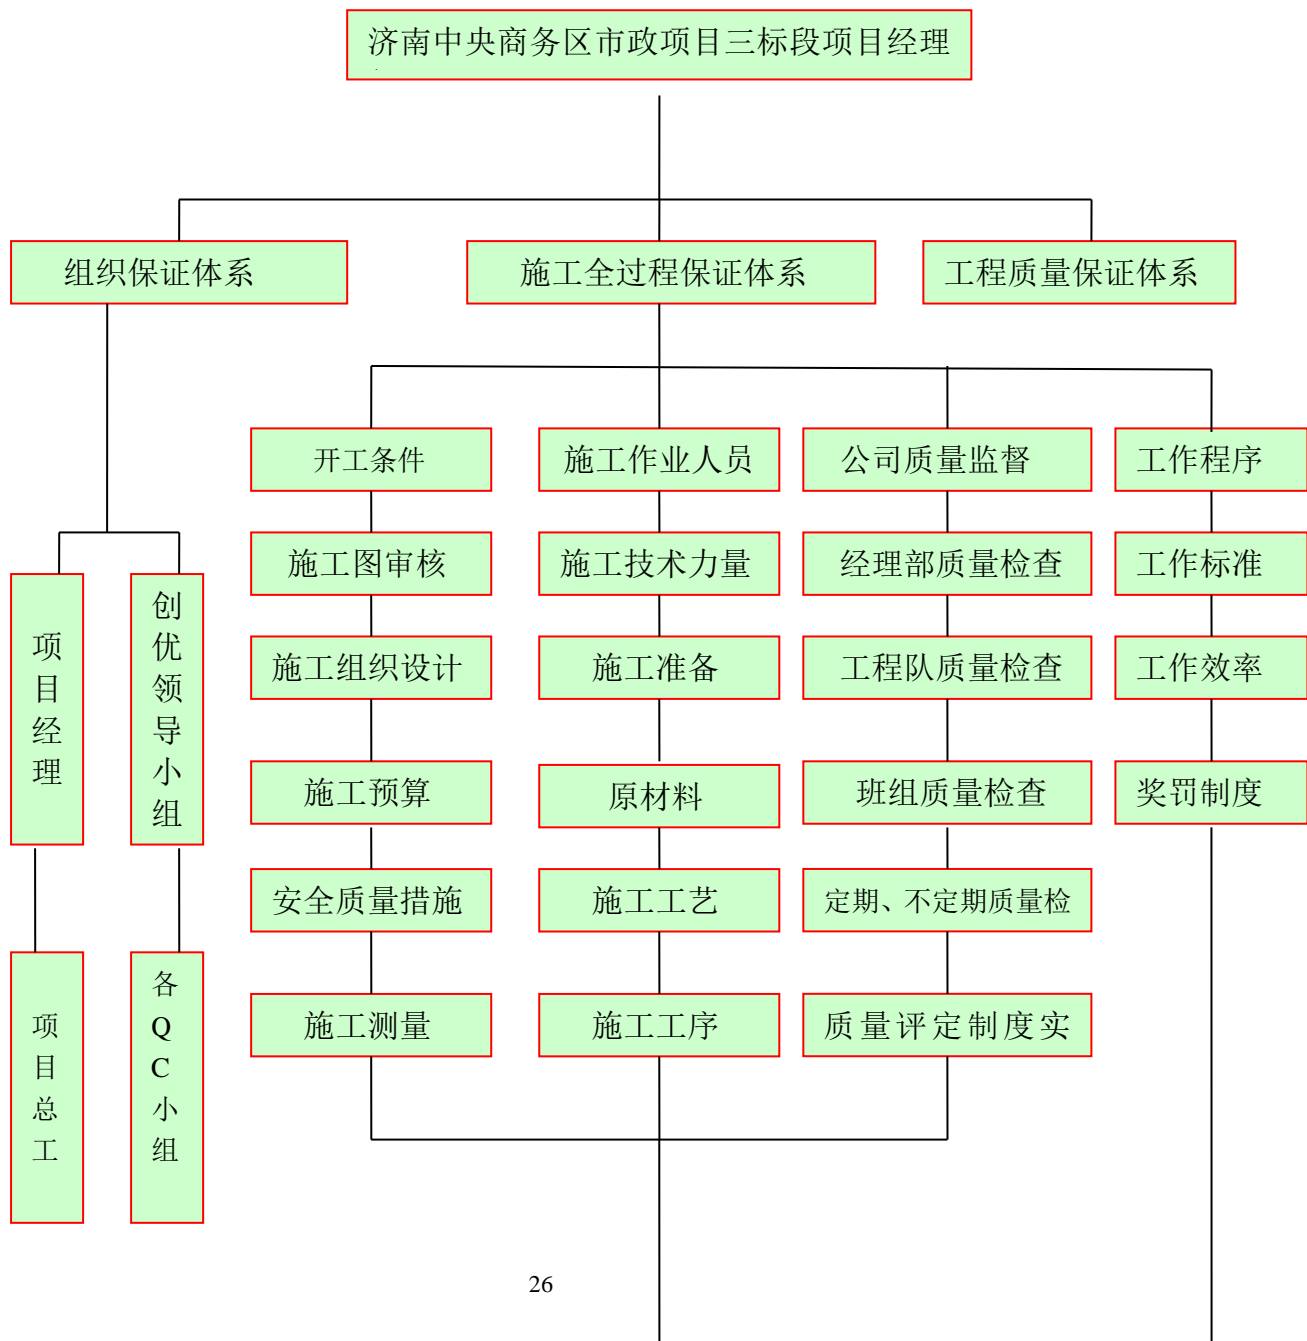 济南中央商务区市政项目三标段项目经理
组织保证体系
施工全过程保证体系
工程质量保证体系
开工条件
施工作业人员
公司质量监督
工作程序
施工图审核
施工技术力量
经理部质量检查
工作标准
项目经理
创优领导小组
施工组织设计
施工准备
工程队质量检查
工作效率
施工预算
原材料
班组质量检查
奖罚制度
安全质量措施
施工工艺
定期、不定期质量检
项目总工
各QC小组
施工测量
施工工序
质量评定制度实
26